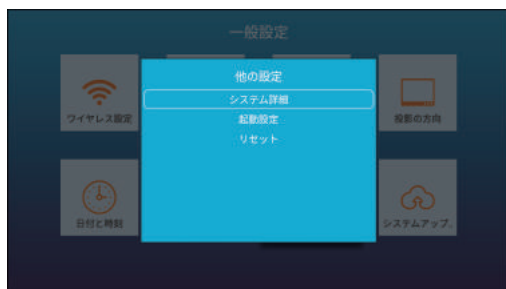 一般設定
他の設定
システム詳細
起動設定
リセット
ワイヤレス設定
投影の方向
日付と時刻
システムアップ..